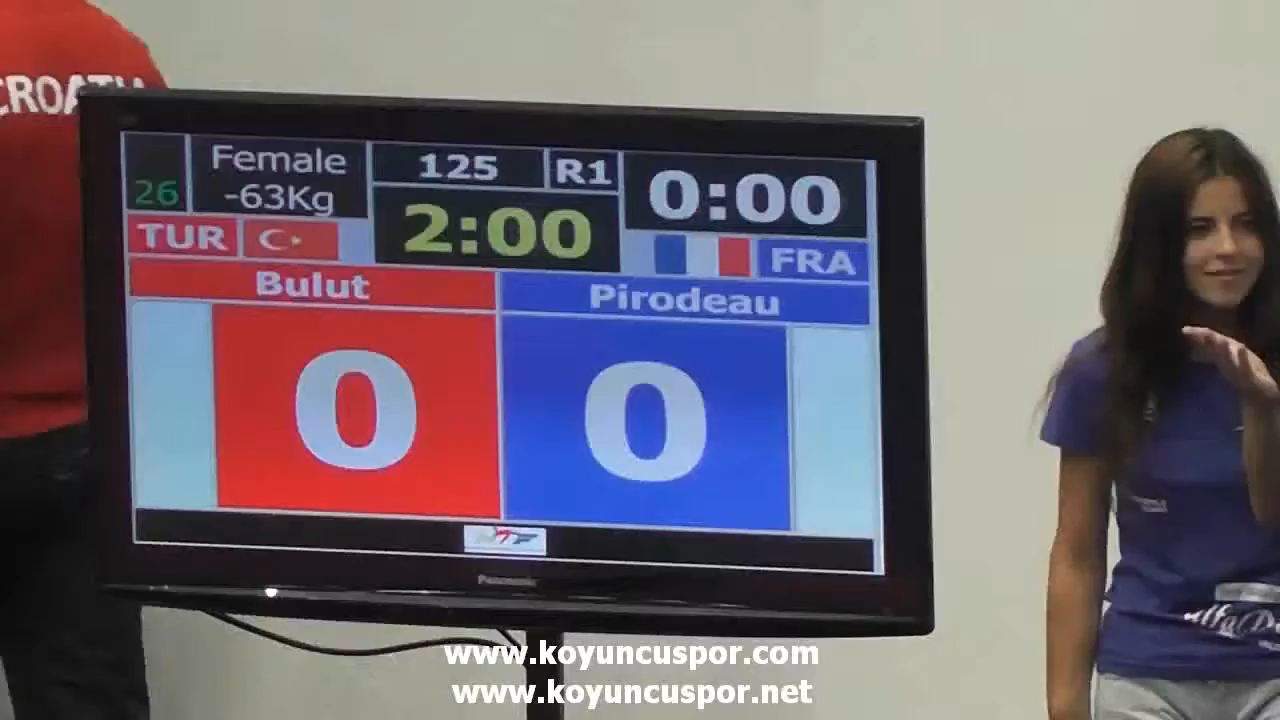 CROATI
26
Female
-63Kg
125
R1
0:00
2:00
TUR
FRA
Bulut
Pirodeau
0
0
Panasonic
www.koyuncuspor.com
www.koyuncuspor.net